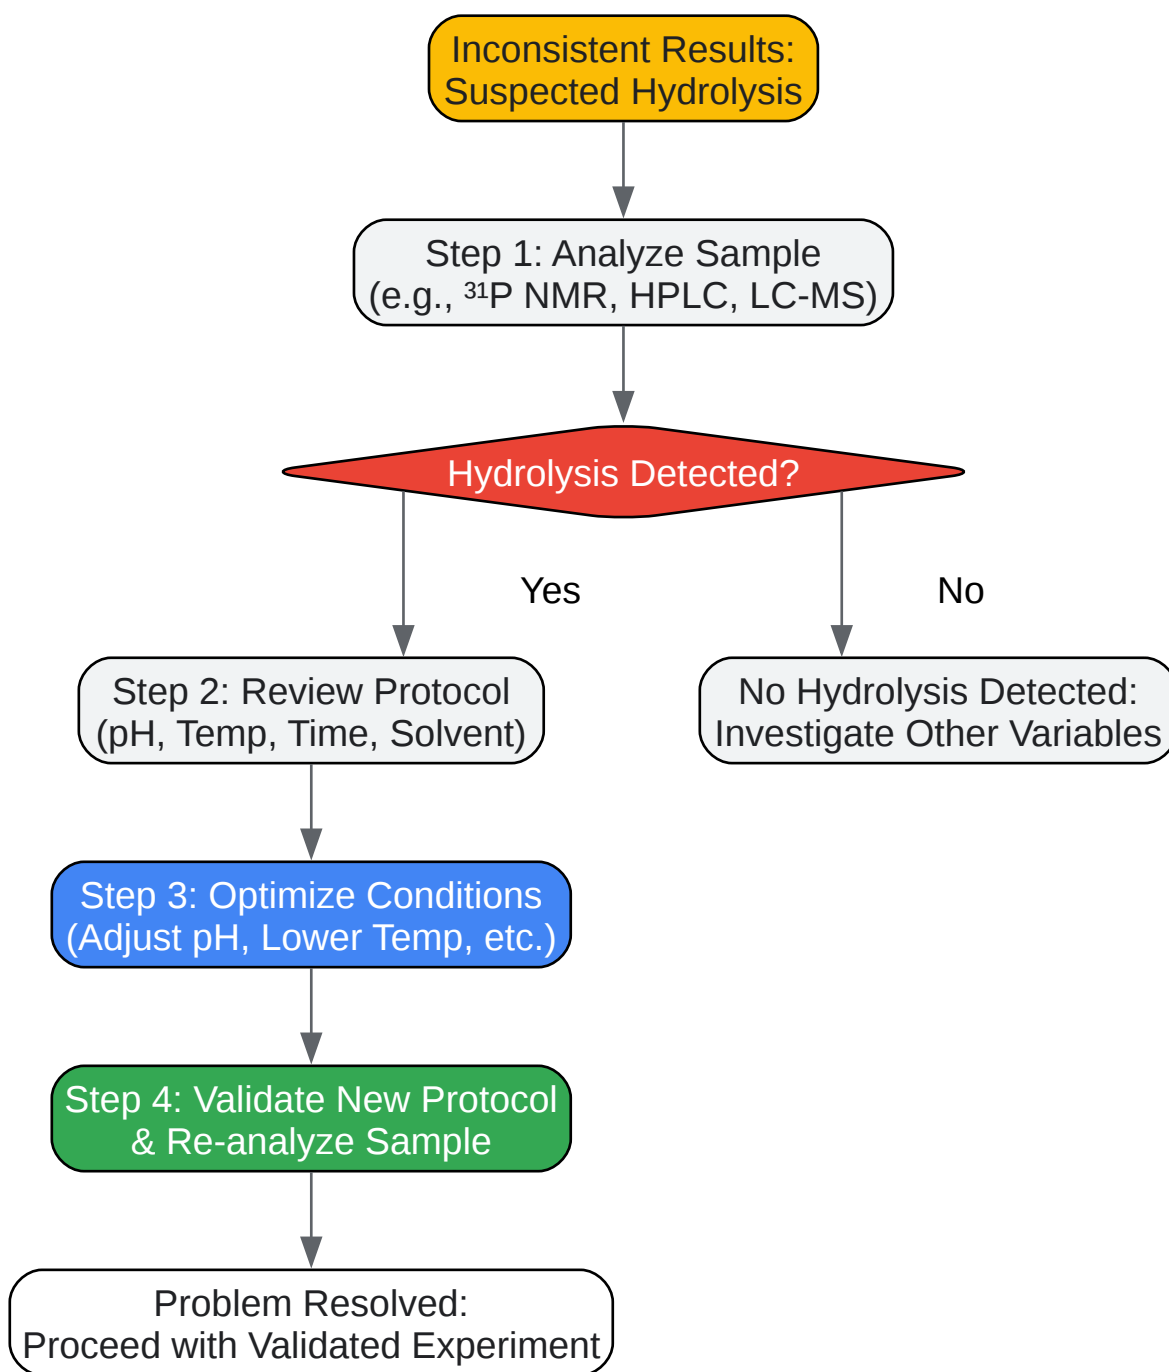 Inconsistent Results:
Suspected Hydrolysis
Step 1: Analyze Sample
(e.g., ³¹P NMR, HPLC, LC-MS)
Hydrolysis Detected?
Yes
No
Step 2: Review Protocol
(pH, Temp, Time, Solvent)
No Hydrolysis Detected:
Investigate Other Variables
Step 3: Optimize Conditions
(Adjust pH, Lower Temp, etc.)
Step 4: Validate New Protocol
& Re-analyze Sample
Problem Resolved:
Proceed with Validated Experiment